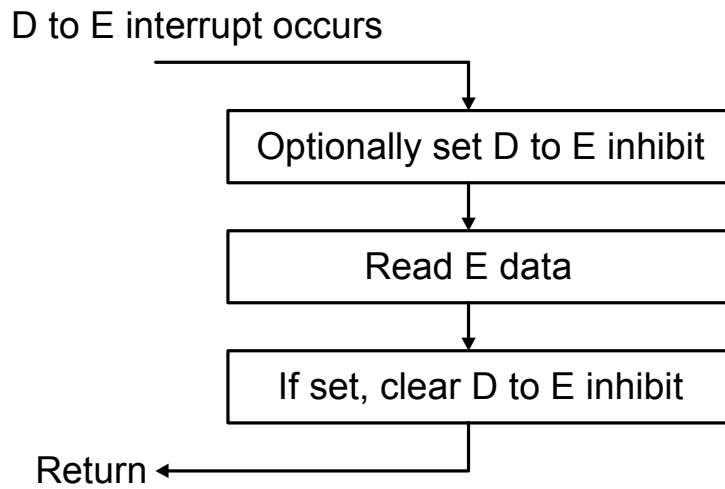 D to E interrupt occurs
Optionally set D to E inhibit
Read E data
If set, clear D to E inhibit
Return